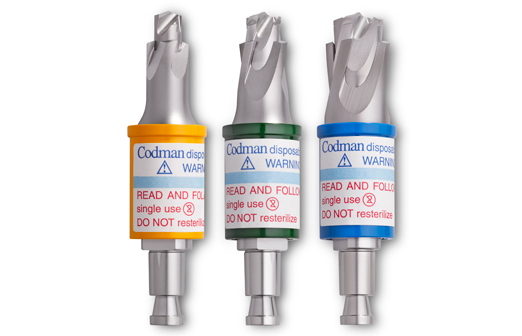 Codman dispos
WARNIN
READ AND FOLL
single use
DO NOT resterilize
Codman disposa
WARNIN
READ AND FOLLO
single use
DO NOT resterilize
Codman disposa
WARNIN
READ AND FOLLO
single use
DO NOT resterilize